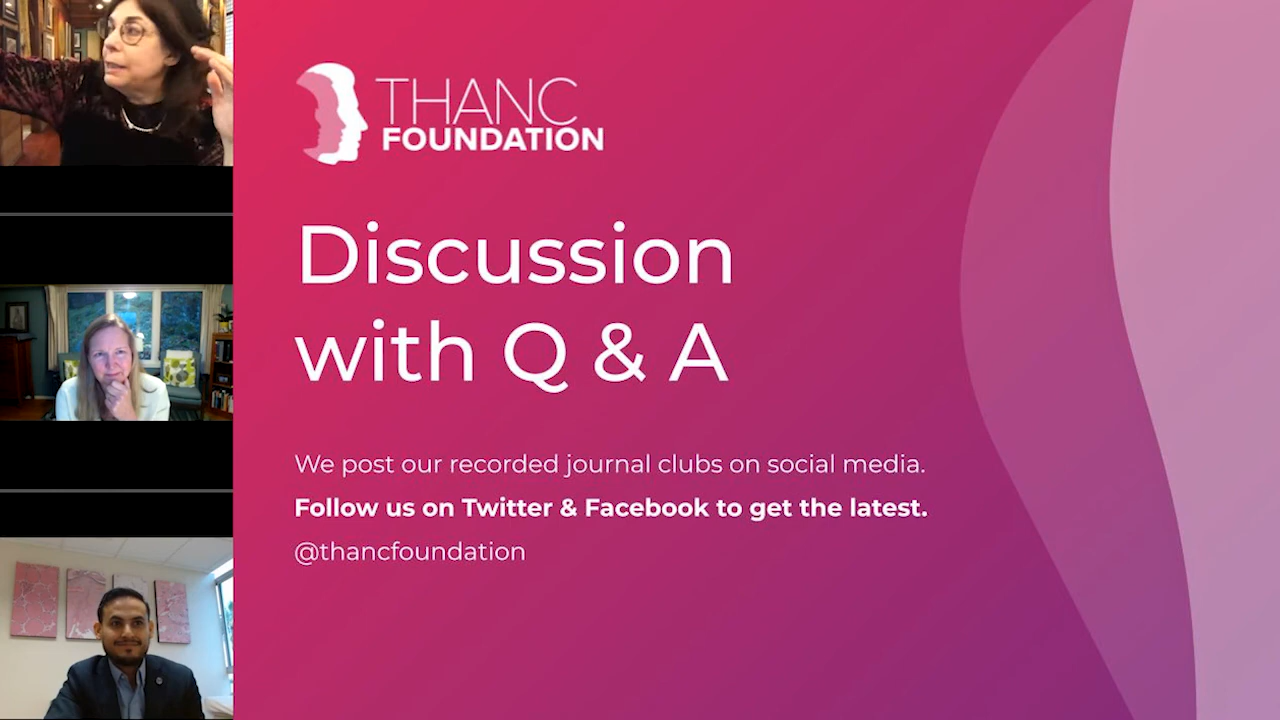 THANC
FOUNDATION
Discussion
with Q & A
We post our recorded journal clubs on social media.
Follow us on Twitter & Facebook to get the latest.
@thancfoundation